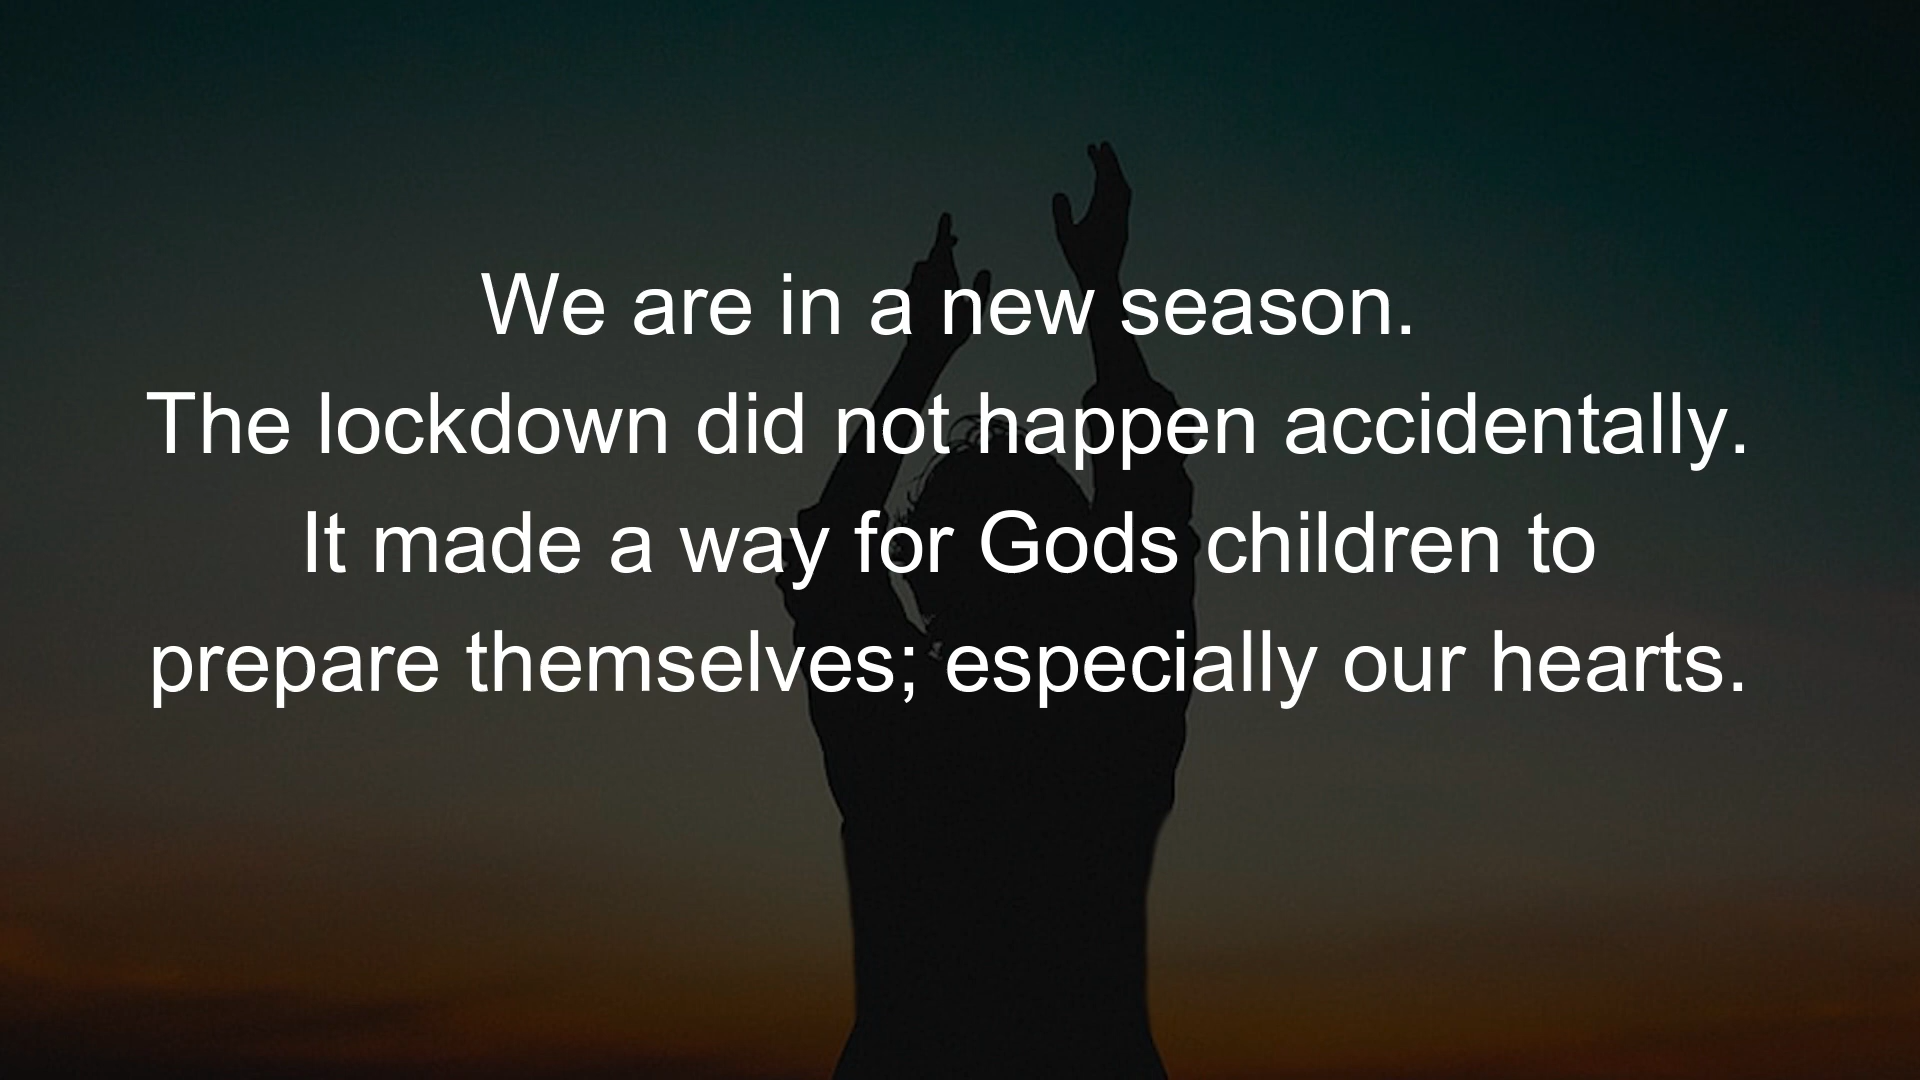 We are in a new season.
The lockdown did not happen accidentally.
It made a way for Gods children to
prepare themselves; especially our hearts.